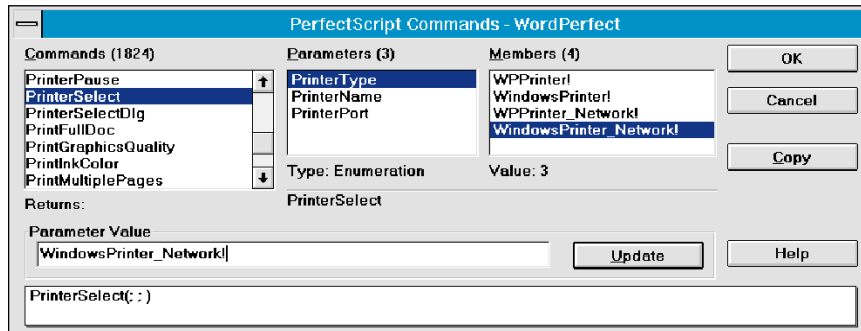 PerfectScript Commands - WordPerfect
Commands (1824)
PrinterPause
PrinterSelect
PrinterSelectDlg
PrintFullDoc
PrintGraphicsQuality
PrintInkColor
PrintMultiplePages
Returns:
Parameters (3)
PrinterType
PrinterName
PrinterPort
Type: Enumeration
PrinterSelect
Members (4)
WPPrinter!
WindowsPrinter!
WPPrinter_Network!
WindowsPrinter_Network!
Value: 3
OK
Cancel
Copy
Parameter Value
WindowsPrinter_Network!
Update
Help
PrinterSelect(; ; )